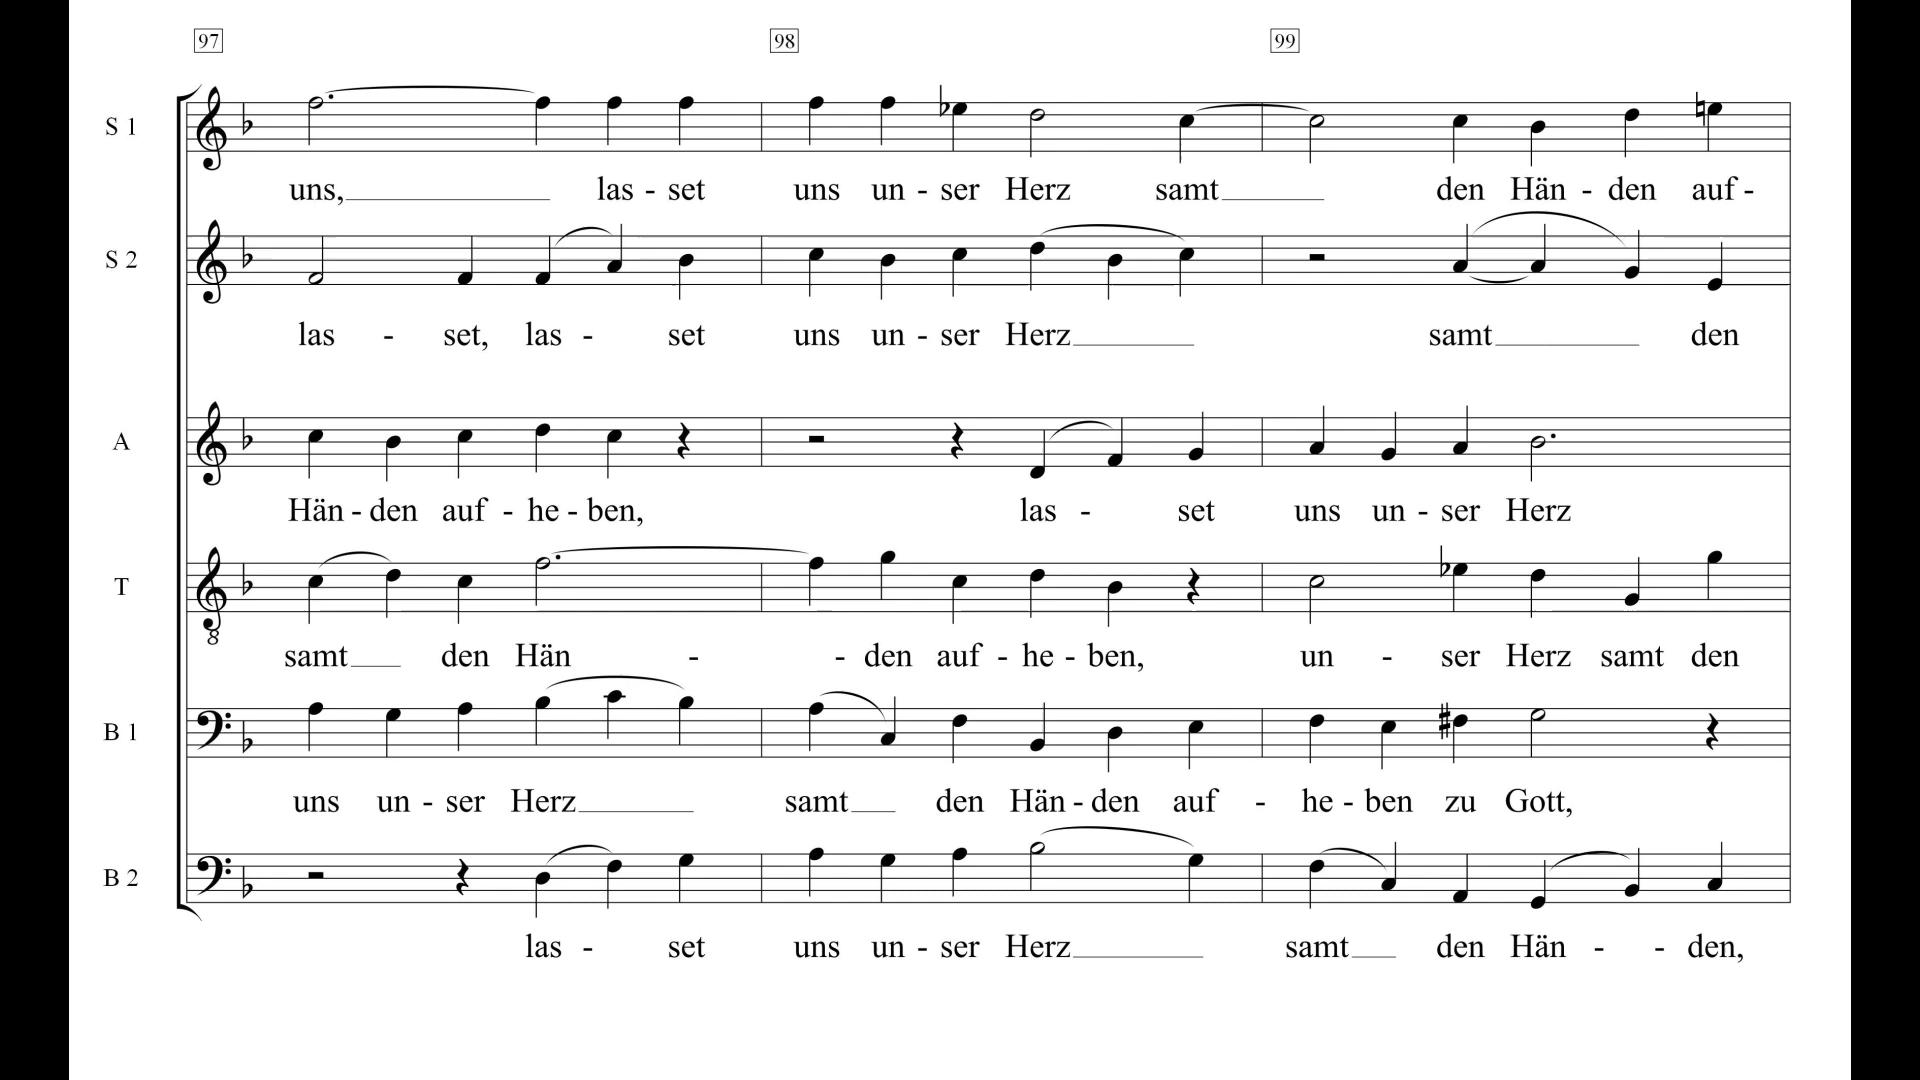 97 98 99
S 1
uns, las - set uns un - ser Herz samt den Hän - den auf -
S 2
las - set, las - set uns un - ser Herz samt den
A
Hän - den auf - he - ben, las - set uns un - ser Herz
T
8
samt den Hän - - den auf - he - ben, un - ser Herz samt den
B 1
uns un - ser Herz samt den Hän - den auf - he - ben zu Gott,
B 2
las - set uns un - ser Herz samt den Hän - - den,